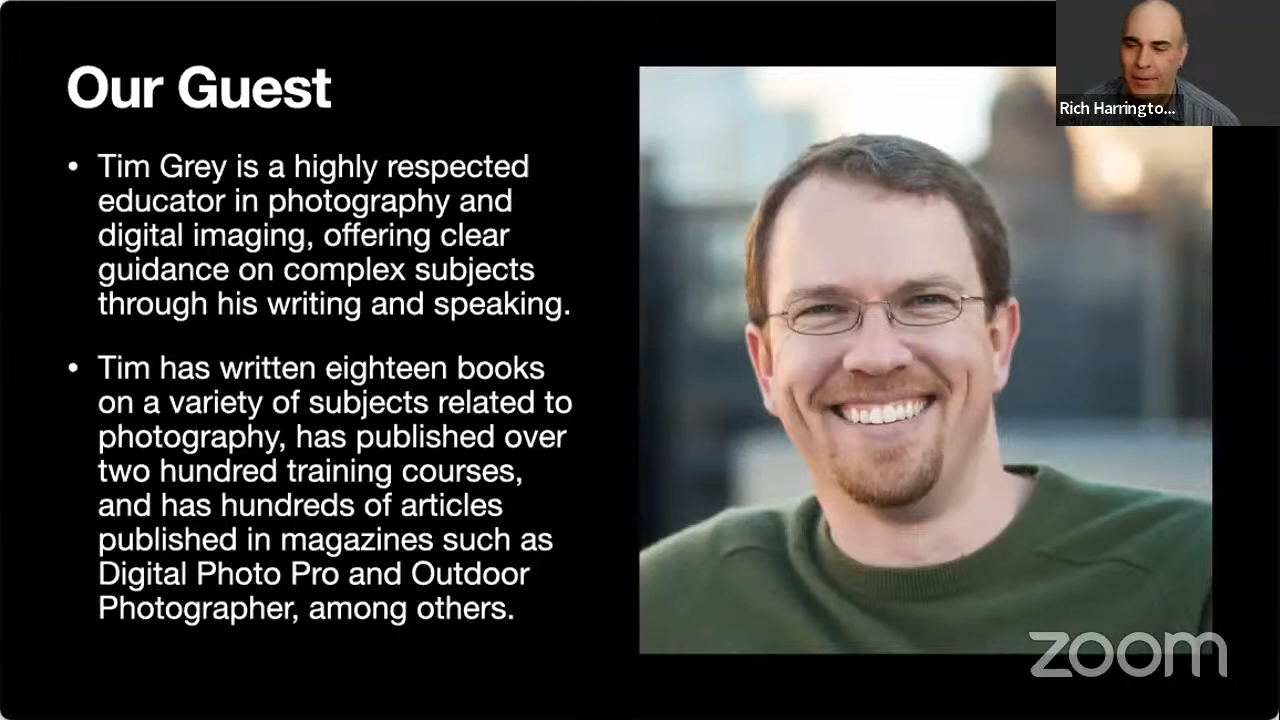 Our Guest
• Tim Grey is a highly respected
educator in photography and
digital imaging, offering clear
guidance on complex subjects
through his writing and speaking.
• Tim has written eighteen books
on a variety of subjects related to
photography, has published over
two hundred training courses,
and has hundreds of articles
published in magazines such as
Digital Photo Pro and Outdoor
Photographer, among others.
Rich Harringto...
zoom